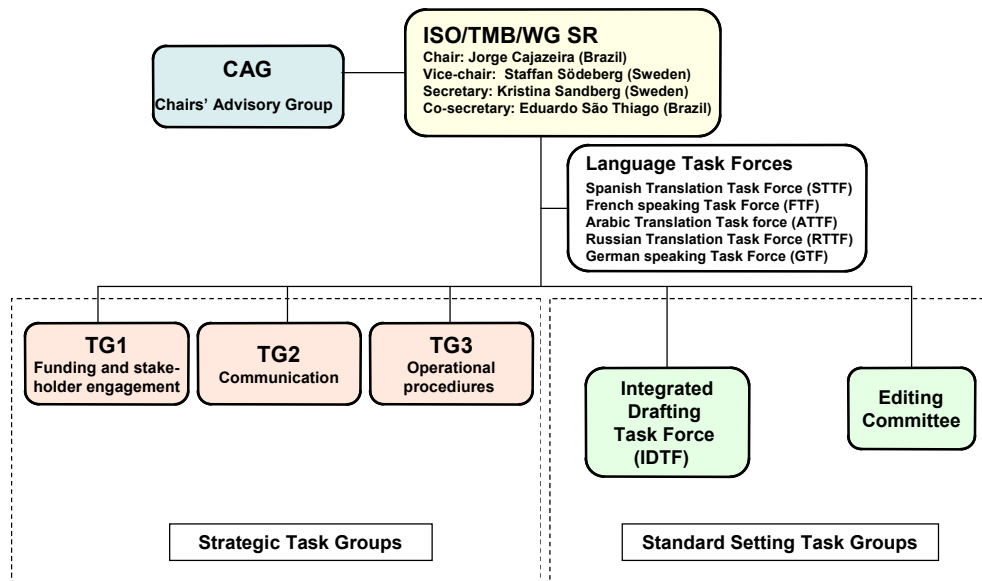 CAG
Chairs’ Advisory Group
ISO/TMB/WG SR
Chair: Jorge Cajazeira (Brazil)
Vice-chair: Staffan Södeberg (Sweden)
Secretary: Kristina Sandberg (Sweden)
Co-secretary: Eduardo São Thiago (Brazil)
Language Task Forces
Spanish Translation Task Force (STTF)
French speaking Task Force (FTF)
Arabic Translation Task force (ATTF)
Russian Translation Task Force (RTTF)
German speaking Task Force (GTF)
TG1
Funding and stake-
holder engagement
TG2
Communication
TG3
Operational
procediures
Integrated
Drafting
Task Force
(IDTF)
Editing
Committee
Strategic Task Groups
Standard Setting Task Groups